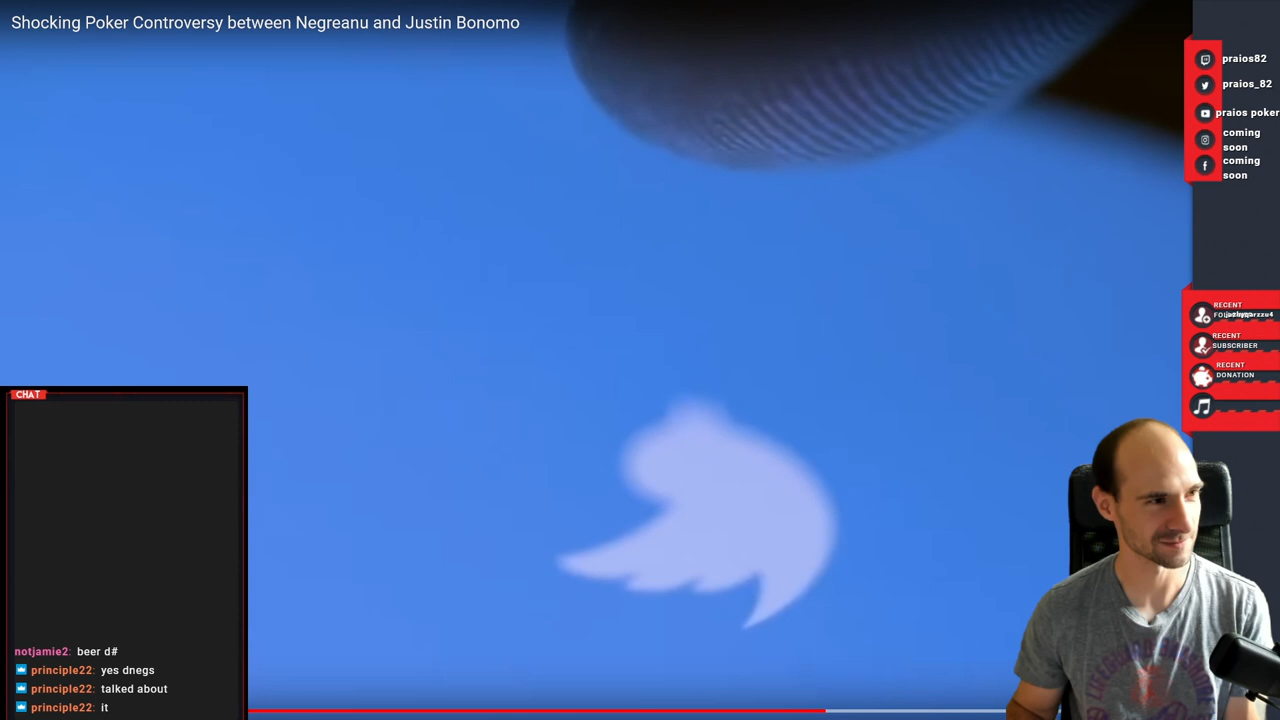 Shocking Poker Controversy between Negreanu and Justin Bonomo
praios82
praios_82
praios poker
coming
soon
coming
soon
RECENT
RECENT
SUBSCRIBER
RECENT
DONATION
CHAT
notjamie2: beer d#
principle22: yes dnegs
principle22: talked about
principle22: it